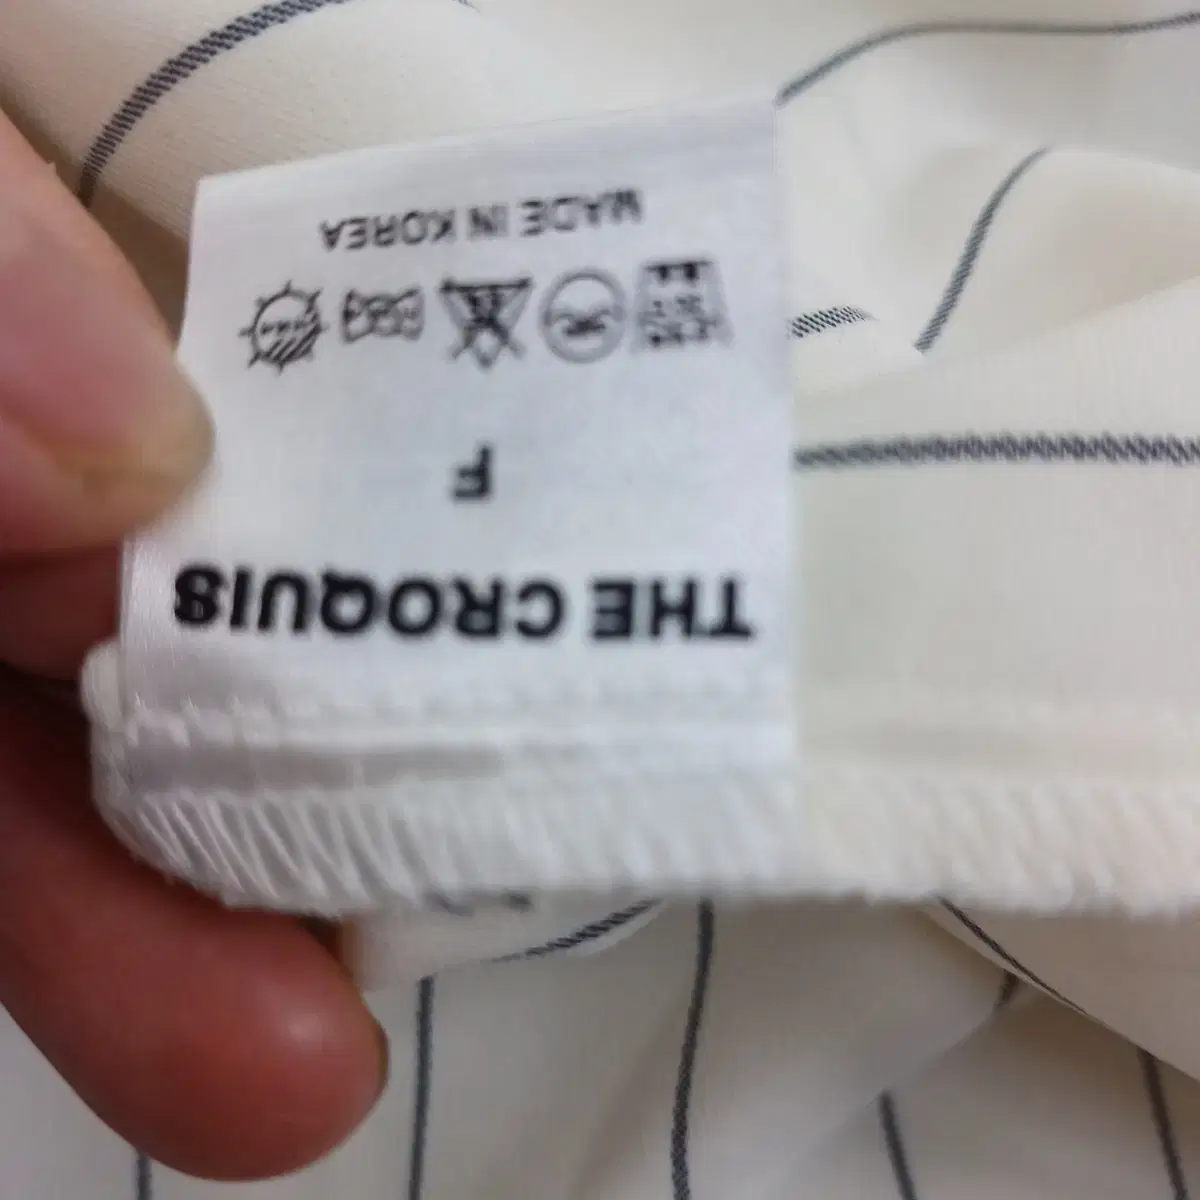 THE CROQUIS
F
MADE IN KOREA